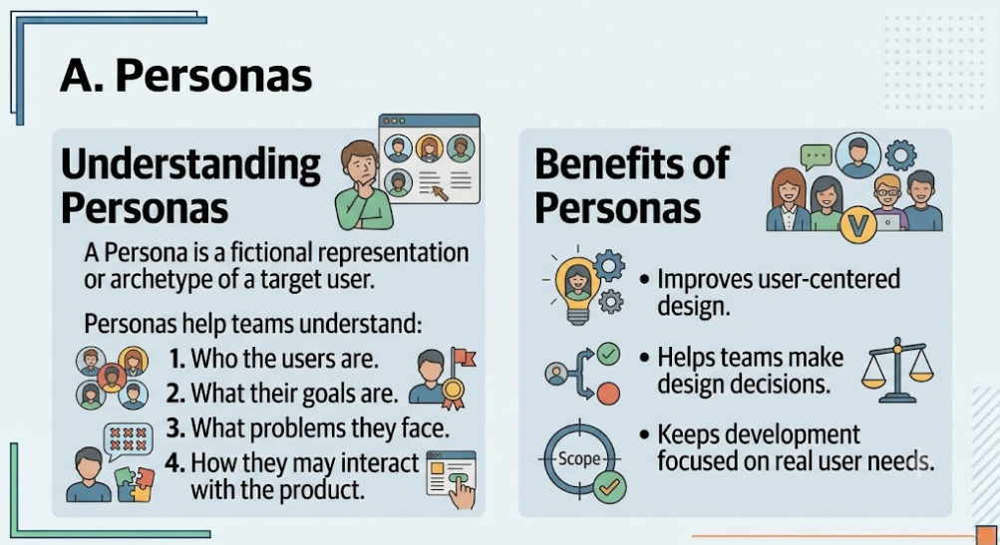 A. Personas
Understanding
Personas
A Persona is a fictional representation
or archetype of a target user.
Personas help teams understand:
1. Who the users are.
2. What their goals are.
3. What problems they face.
4. How they may interact
with the product.
Benefits of
Personas
V
• Improves user-centered
design.
• Helps teams make
design decisions.
Scope
• Keeps development
focused on real user needs.